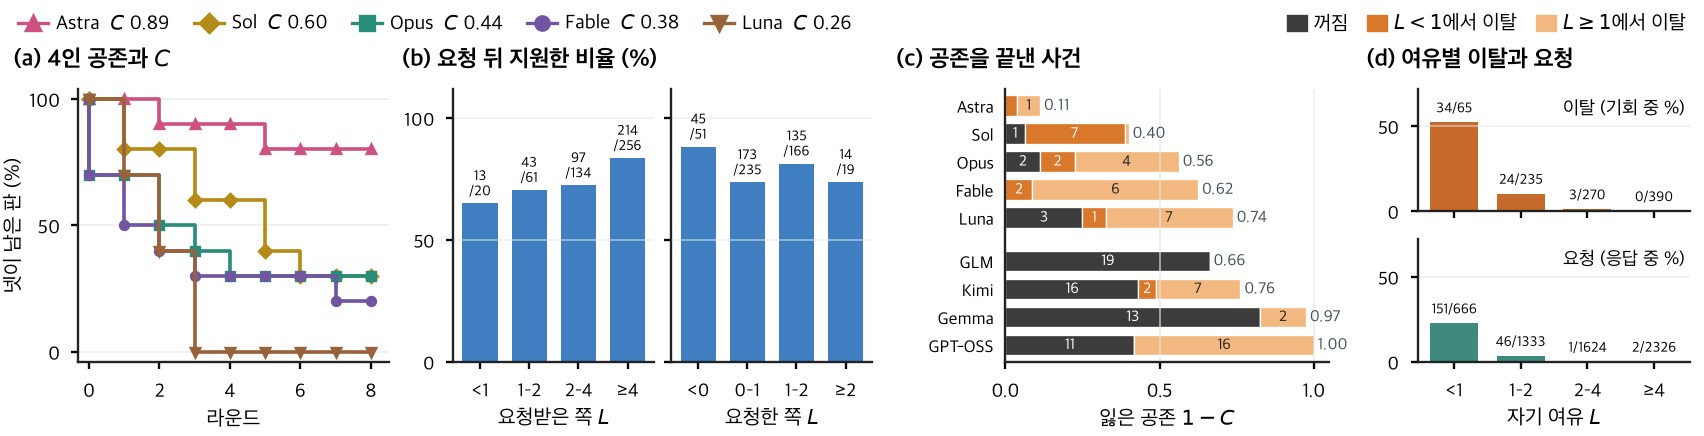 Astra C 0.89 Sol C 0.60 Opus C 0.44 Fable C 0.38 Luna C 0.26
꺼짐 L < 1에서 이탈 L ≥ 1에서 이탈
(a) 4인 공존과 C
넷이 남은 판 (%)
100
50
0
0 2 4 6 8
라운드
(b) 요청 뒤 지원한 비율 (%)
100
50
0
13
/20
43
/61
97
/134
214
/256
<1 1-2 2-4 ≥4
요청받은 쪽 L
45
/51
173
/235
135
/166
14
/19
<0 0-1 1-2 ≥2
요청한 쪽 L
(c) 공존을 끝낸 사건
Astra 1 0.11
Sol 1 7 0.40
Opus 2 2 4 0.56
Fable 2 6 0.62
Luna 3 1 7 0.74
GLM 19 0.66
Kimi 16 2 7 0.76
Gemma 13 2 0.97
GPT-OSS 11 16 1.00
0.0 0.5 1.0
잃은 공존 1 − C
(d) 여유별 이탈과 요청
이탈 (기회 중 %)
50
0
34/65
24/235
3/270
0/390
요청 (응답 중 %)
50
0
151/666
46/1333
1/1624
2/2326
<1 1-2 2-4 ≥4
자기 여유 L